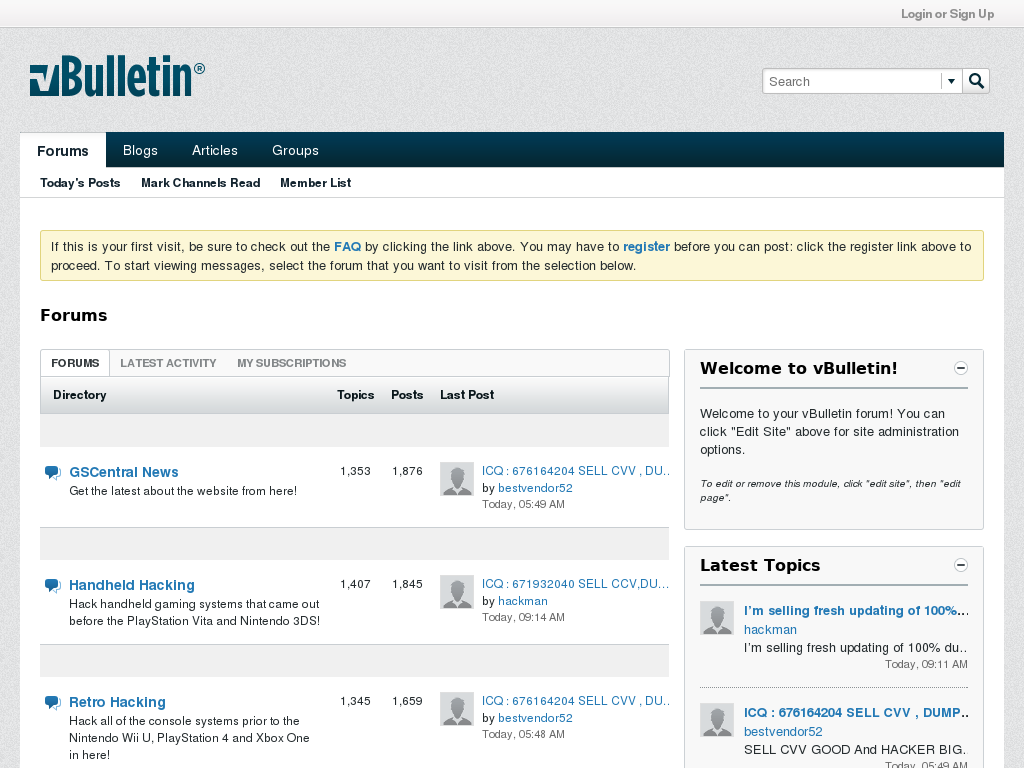 Login or Sign Up
vBulletin®
Search
Forums
Blogs
Articles
Groups
Today's Posts
Mark Channels Read
Member List
If this is your first visit, be sure to check out the FAQ by clicking the link above. You may have to register before you can post: click the register link above to
proceed. To start viewing messages, select the forum that you want to visit from the selection below.
Forums
FORUMS
LATEST ACTIVITY
MY SUBSCRIPTIONS
Directory
Topics
Posts
Last Post
GSCentral News
Get the latest about the website from here!
1,353
1,876
ICQ : 676164204 SELL CVV , DU..
by bestvendor52
Today, 05:49 AM
Handheld Hacking
Hack handheld gaming systems that came out
before the PlayStation Vita and Nintendo 3DS!
1,407
1,845
ICQ : 671932040 SELL CCV,DU...
by hackman
Today, 09:14 AM
Retro Hacking
Hack all of the console systems prior to the
Nintendo Wii U, PlayStation 4 and Xbox One
in here!
1,345
1,659
ICQ : 676164204 SELL CVV , DU..
by bestvendor52
Today, 05:48 AM
Welcome to vBulletin!
Welcome to your vBulletin forum! You can
click "Edit Site" above for site administration
options.
To edit or remove this module, click "edit site", then "edit
page".
Latest Topics
I'm selling fresh updating of 100%...
hackman
I'm selling fresh updating of 100% du..
Today, 09:11 AM
ICQ : 676164204 SELL CVV , DUMP..
bestvendor52
SELL CVV GOOD And HACKER BIG.
Today, 05:49 AM